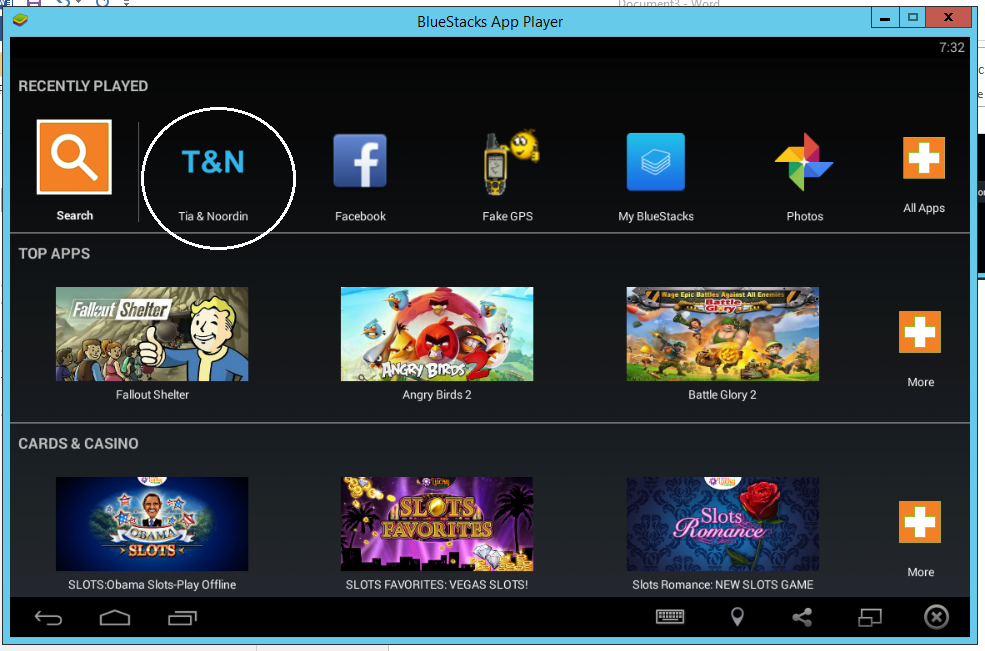 Document3 - Word
BlueStacks App Player
7:32
RECENTLY PLAYED
T&N
f
Search
Tia & Noordin
Facebook
Fake GPS
My BlueStacks
Photos
All Apps
TOP APPS
Fallout Shelter
ANGRY BIRDS 2
Wage Epic Battles Against All Enemies
Battle
Glory 2
Fallout Shelter
Angry Birds 2
Battle Glory 2
More
CARDS & CASINO
OBAMA
SLOTS
SLOTS
FAVORITES
Slots
Romance
SLOTS:Obama Slots-Play Offline
SLOTS FAVORITES: VEGAS SLOTS!
Slots Romance: NEW SLOTS GAME
More